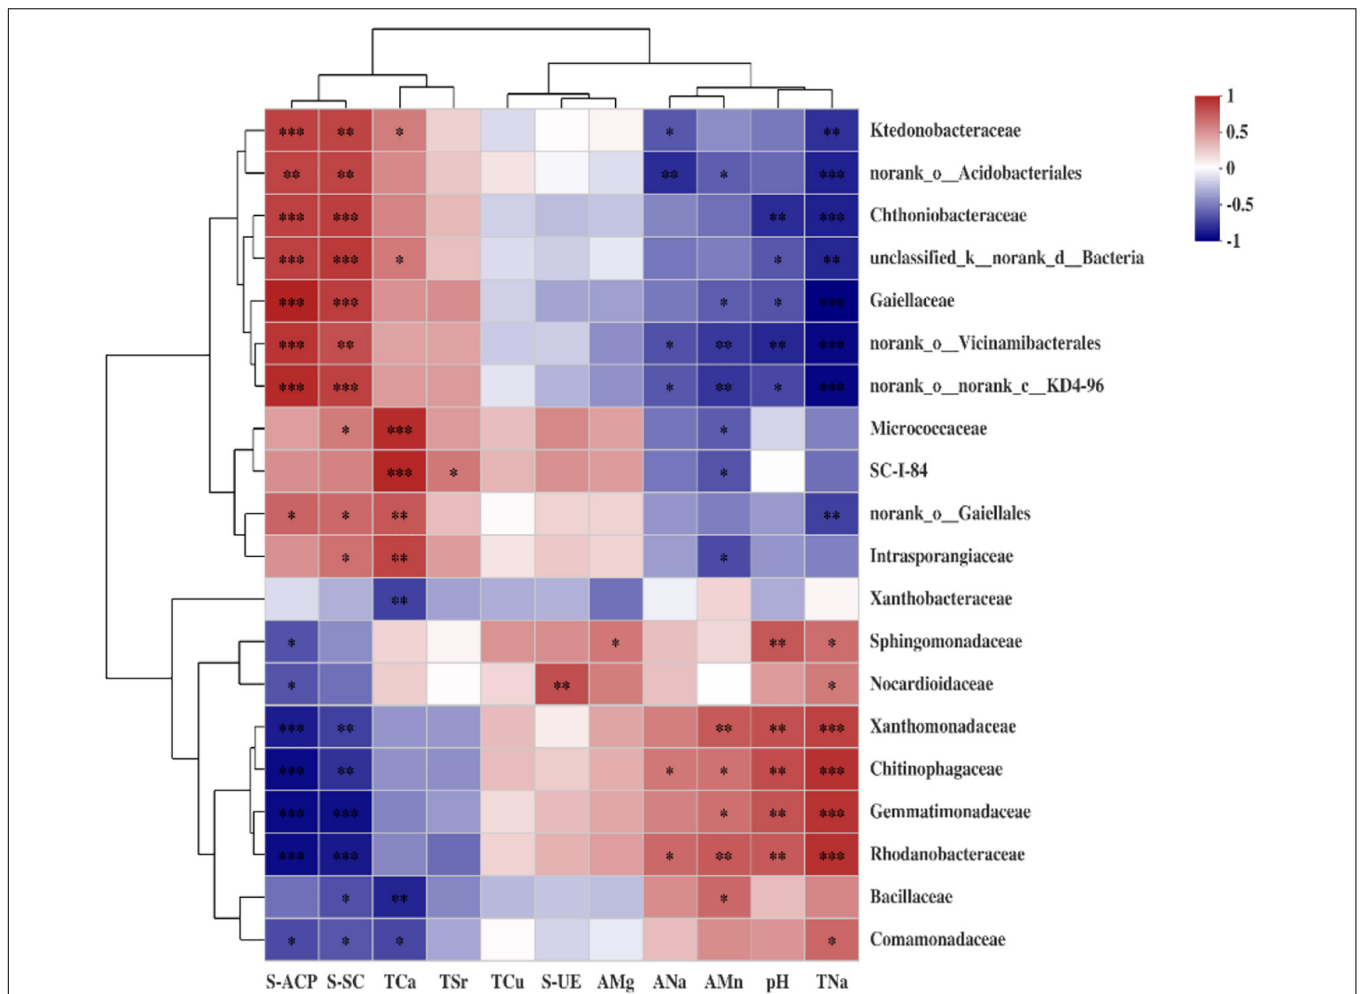 *** ** * * ** Ktedonobacteraceae
** ** ** * *** norank_o__Acidobacteriales
*** *** ** *** Chthoniobacteraceae
*** *** * * ** unclassified_k__norank_d__Bacteria
*** *** * * *** Gaiellaceae
*** ** * ** ** *** norank_o__Vicinamibacterales
*** *** * ** * *** norank_o__norank_c__KD4-96
* *** * Micrococcaceae
*** * * SC-I-84
* * ** ** norank_o__Gaiellales
* ** * Intrasporangiaceae
** Xanthobacteraceae
* * ** * Sphingomonadaceae
* ** * Nocardioidaceae
*** ** ** ** *** Xanthomonadaceae
*** ** * * ** *** Chitinophagaceae
*** *** * ** *** Gemmatimonadaceae
*** *** * ** ** *** Rhodanobacteraceae
* ** * Bacillaceae
* * * * Comamonadaceae
S-ACP S-SC TCa TSr TCu S-UE AMg ANa AMn pH TNa
1
0.5
0
-0.5
-1